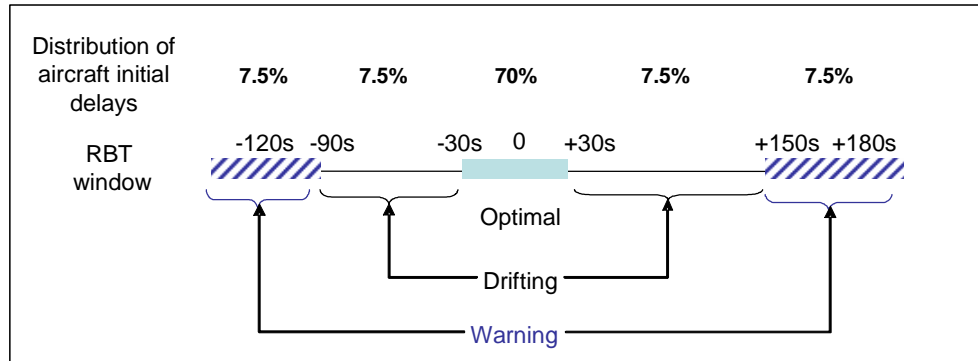 Distribution of
aircraft initial
delays
7.5% 7.5% 70% 7.5% 7.5%
RBT
window
-120s -90s -30s 0 +30s +150s +180s
Optimal
Drifting
Warning